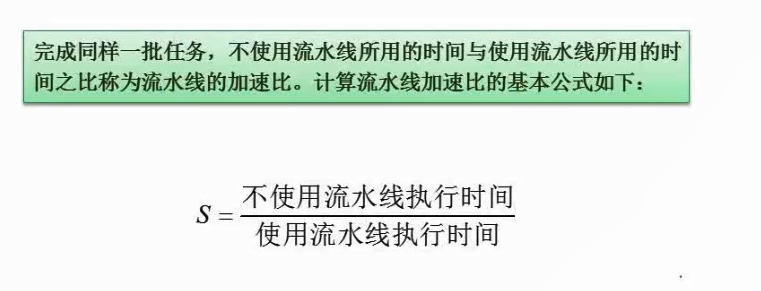 完成同样一批任务，不使用流水线所用的时间与使用流水线所用的时
间之比称为流水线的加速比。计算流水线加速比的基本公式如下：
S = 不使用流水线执行时间
使用流水线执行时间